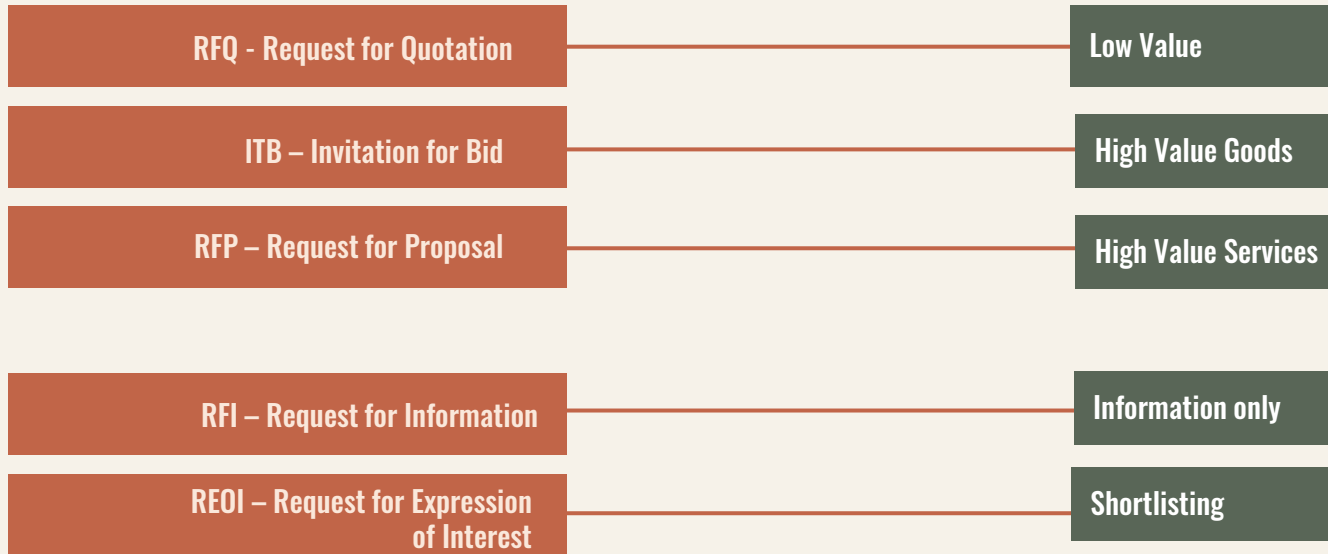 RFQ - Request for Quotation
Low Value
ITB – Invitation for Bid
High Value Goods
RFP – Request for Proposal
High Value Services
RFI – Request for Information
Information only
REOI – Request for Expression
of Interest
Shortlisting